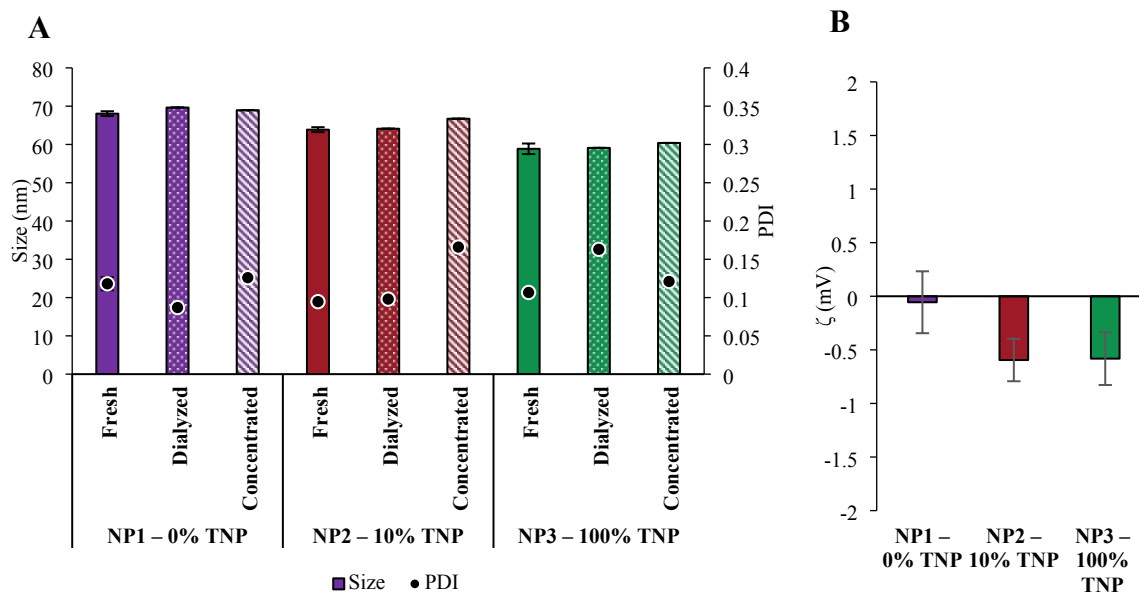 A
80
70
60
50
40
30
20
10
0
Size (nm)
0.4
0.35
0.3
0.25
0.2
0.15
0.1
0.05
0
PDI
Fresh
Dialyzed
Concentrated
Fresh
Dialyzed
Concentrated
Fresh
Dialyzed
Concentrated
NP1 – 0% TNP
NP2 – 10% TNP
NP3 – 100% TNP
Size
PDI
B
2
1.5
1
0.5
0
-0.5
-1
-1.5
-2
ζ (mV)
NP1 –
0% TNP
NP2 –
10% TNP
NP3 –
100%
TNP